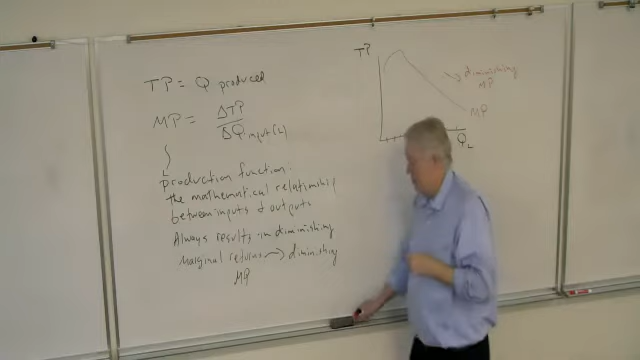 TP = Q produced
MP = ΔTP
ΔQ input(L)
production function:
the mathematical relationship
between inputs & outputs
Always results in diminishing
marginal returns → diminishing
MP
TP
diminishing
MP
MP
Q L